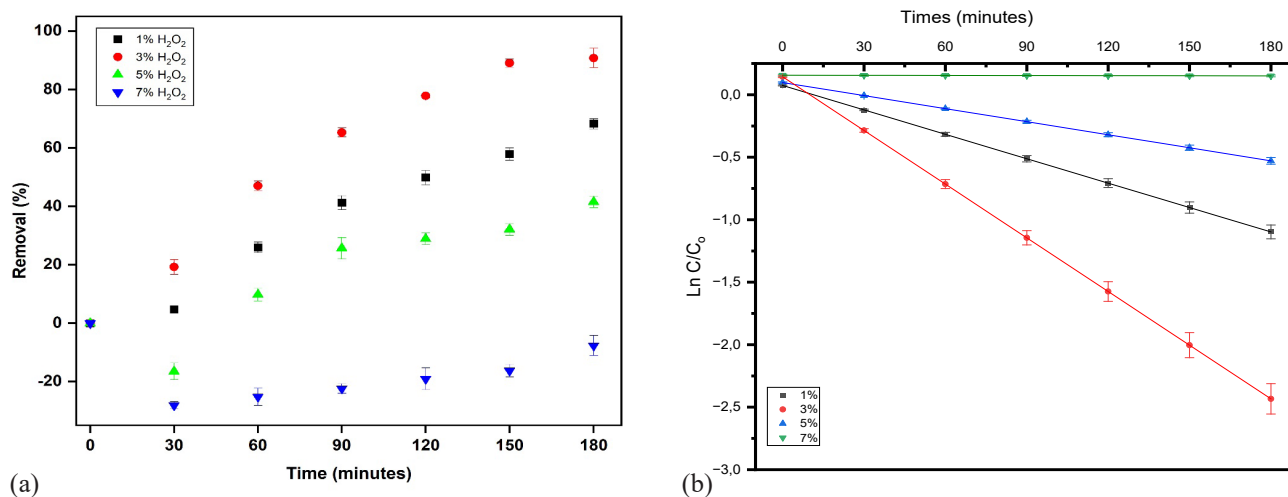 100
80
60
40
20
0
-20
Removal (%)
1% H₂O₂
3% H₂O₂
5% H₂O₂
7% H₂O₂
0 30 60 90 120 150 180
Time (minutes)
(a)
Times (minutes)
0 30 60 90 120 150 180
0,0
−0,5
−1,0
−1,5
−2,0
−2,5
−3,0
Ln C/Cₒ
1%
3%
5%
7%
(b)